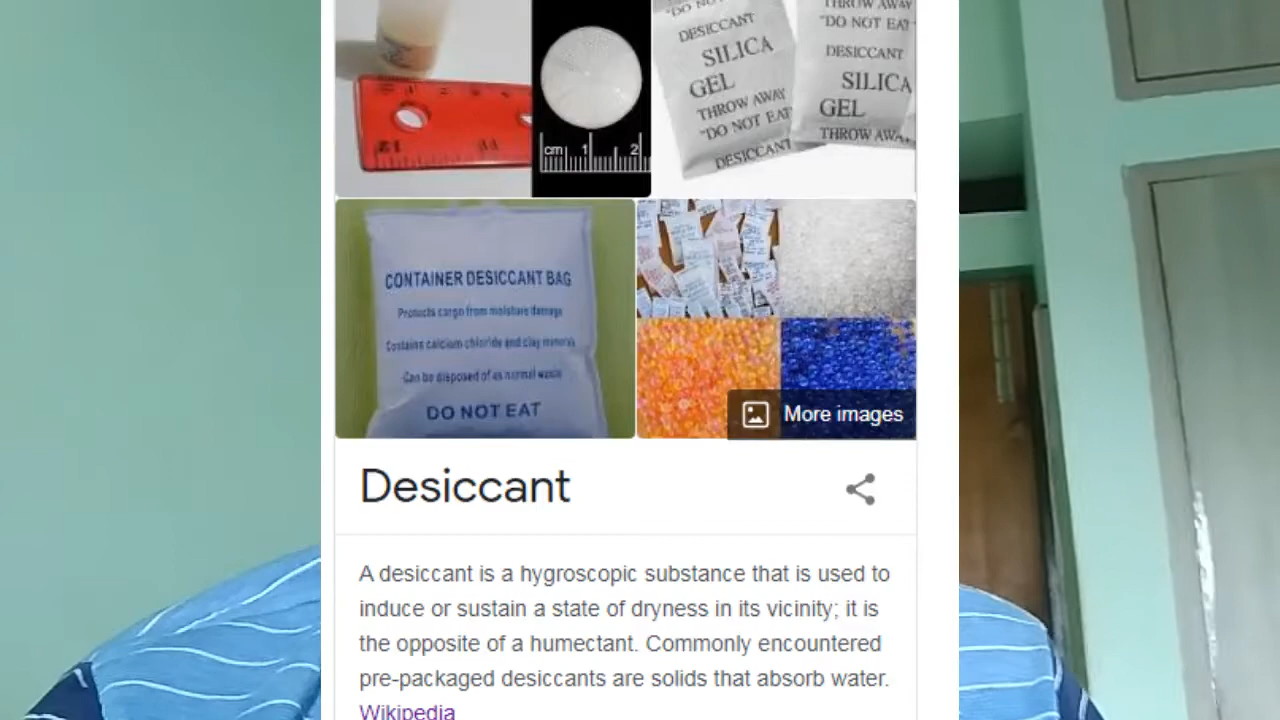 "DO NOT
DESICCANT
SILICA
GEL
THROW AWAY
"DO NOT EAT"
DESICCANT
THROW AWAY
"DO NOT EAT
DESICCANT
SILICA
GEL
THROW AWAY
12 11
cm 1 2
CONTAINER DESICCANT BAG
Protects cargo from moisture damage
Contains calcium chloride and clay minerals
Can be disposed of as normal waste
DO NOT EAT
More images
Desiccant
A desiccant is a hygroscopic substance that is used to
induce or sustain a state of dryness in its vicinity; it is
the opposite of a humectant. Commonly encountered
pre-packaged desiccants are solids that absorb water.
Wikipedia